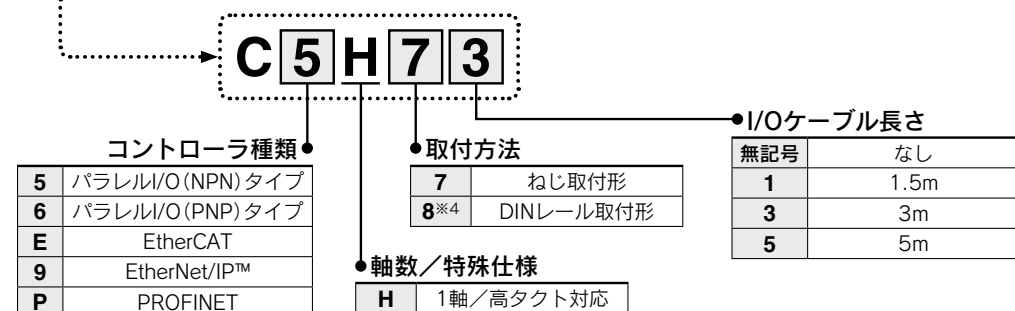 C5H73
コントローラ種類
5 パラレルI/O(NPN)タイプ
6 パラレルI/O(PNP)タイプ
E EtherCAT
9 EtherNet/IP™
P PROFINET
取付方法
7 ねじ取付形
8※4 DINレール取付形
軸数/特殊仕様
H 1軸/高タクト対応
I/Oケーブル長さ
無記号 なし
1 1.5m
3 3m
5 5m